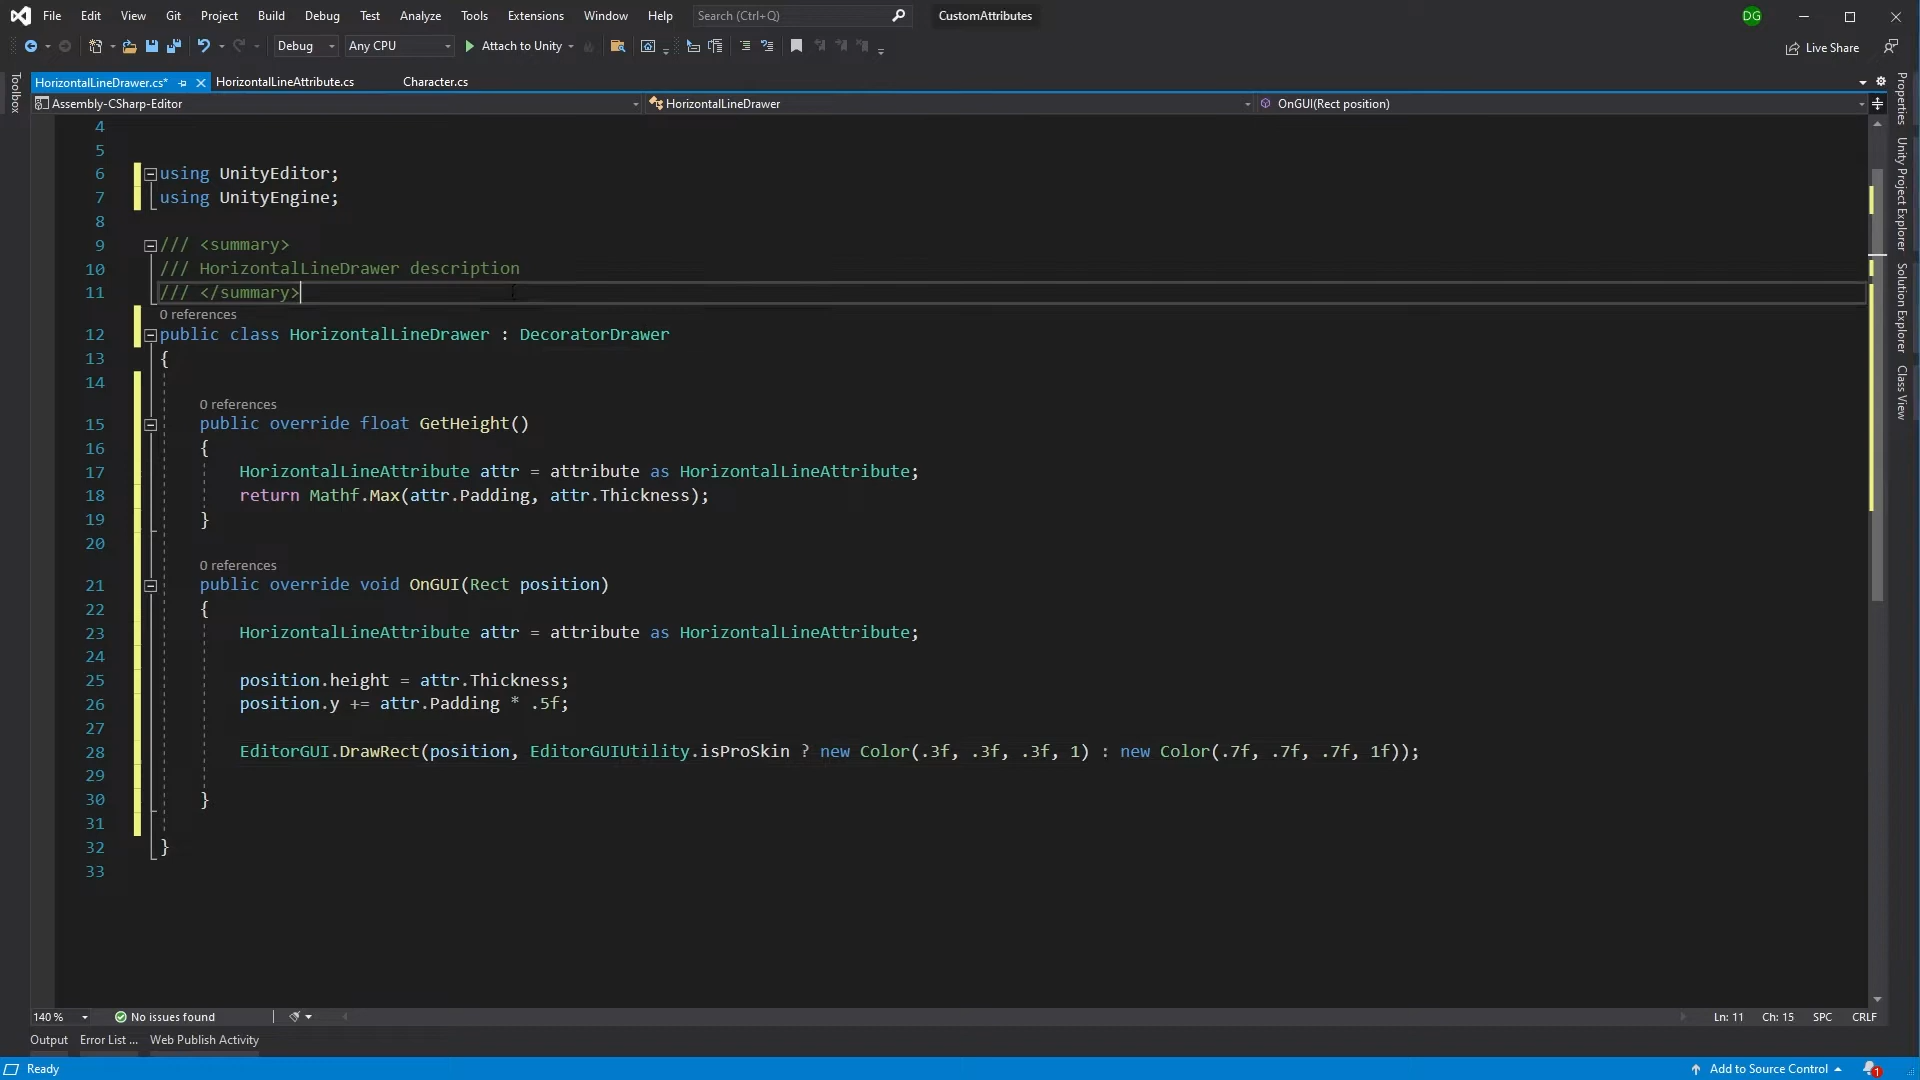 File Edit View Git Project Build Debug Test Analyze Tools Extensions Window Help Search (Ctrl+Q) CustomAttributes DG
Debug Any CPU Attach to Unity Live Share
HorizontalLineDrawer.cs* HorizontalLineAttribute.cs Character.cs
Assembly-CSharp-Editor HorizontalLineDrawer OnGUI(Rect position)
Toolbox
Properties
Unity Project Explorer
Solution Explorer
Class View
4
5
6 using UnityEditor;
7 using UnityEngine;
8
9 /// <summary>
10 /// HorizontalLineDrawer description
11 /// </summary>
0 references
12 public class HorizontalLineDrawer : DecoratorDrawer
13 {
14
0 references
15 public override float GetHeight()
16 {
17 HorizontalLineAttribute attr = attribute as HorizontalLineAttribute;
18 return Mathf.Max(attr.Padding, attr.Thickness);
19 }
20
0 references
21 public override void OnGUI(Rect position)
22 {
23 HorizontalLineAttribute attr = attribute as HorizontalLineAttribute;
24
25 position.height = attr.Thickness;
26 position.y += attr.Padding * .5f;
27
28 EditorGUI.DrawRect(position, EditorGUIUtility.isProSkin ? new Color(.3f, .3f, .3f, 1) : new Color(.7f, .7f, .7f, 1f));
29
30 }
31
32 }
33
140 % No issues found Ln: 11 Ch: 15 SPC CRLF
Output Error List ... Web Publish Activity
Ready Add to Source Control 1